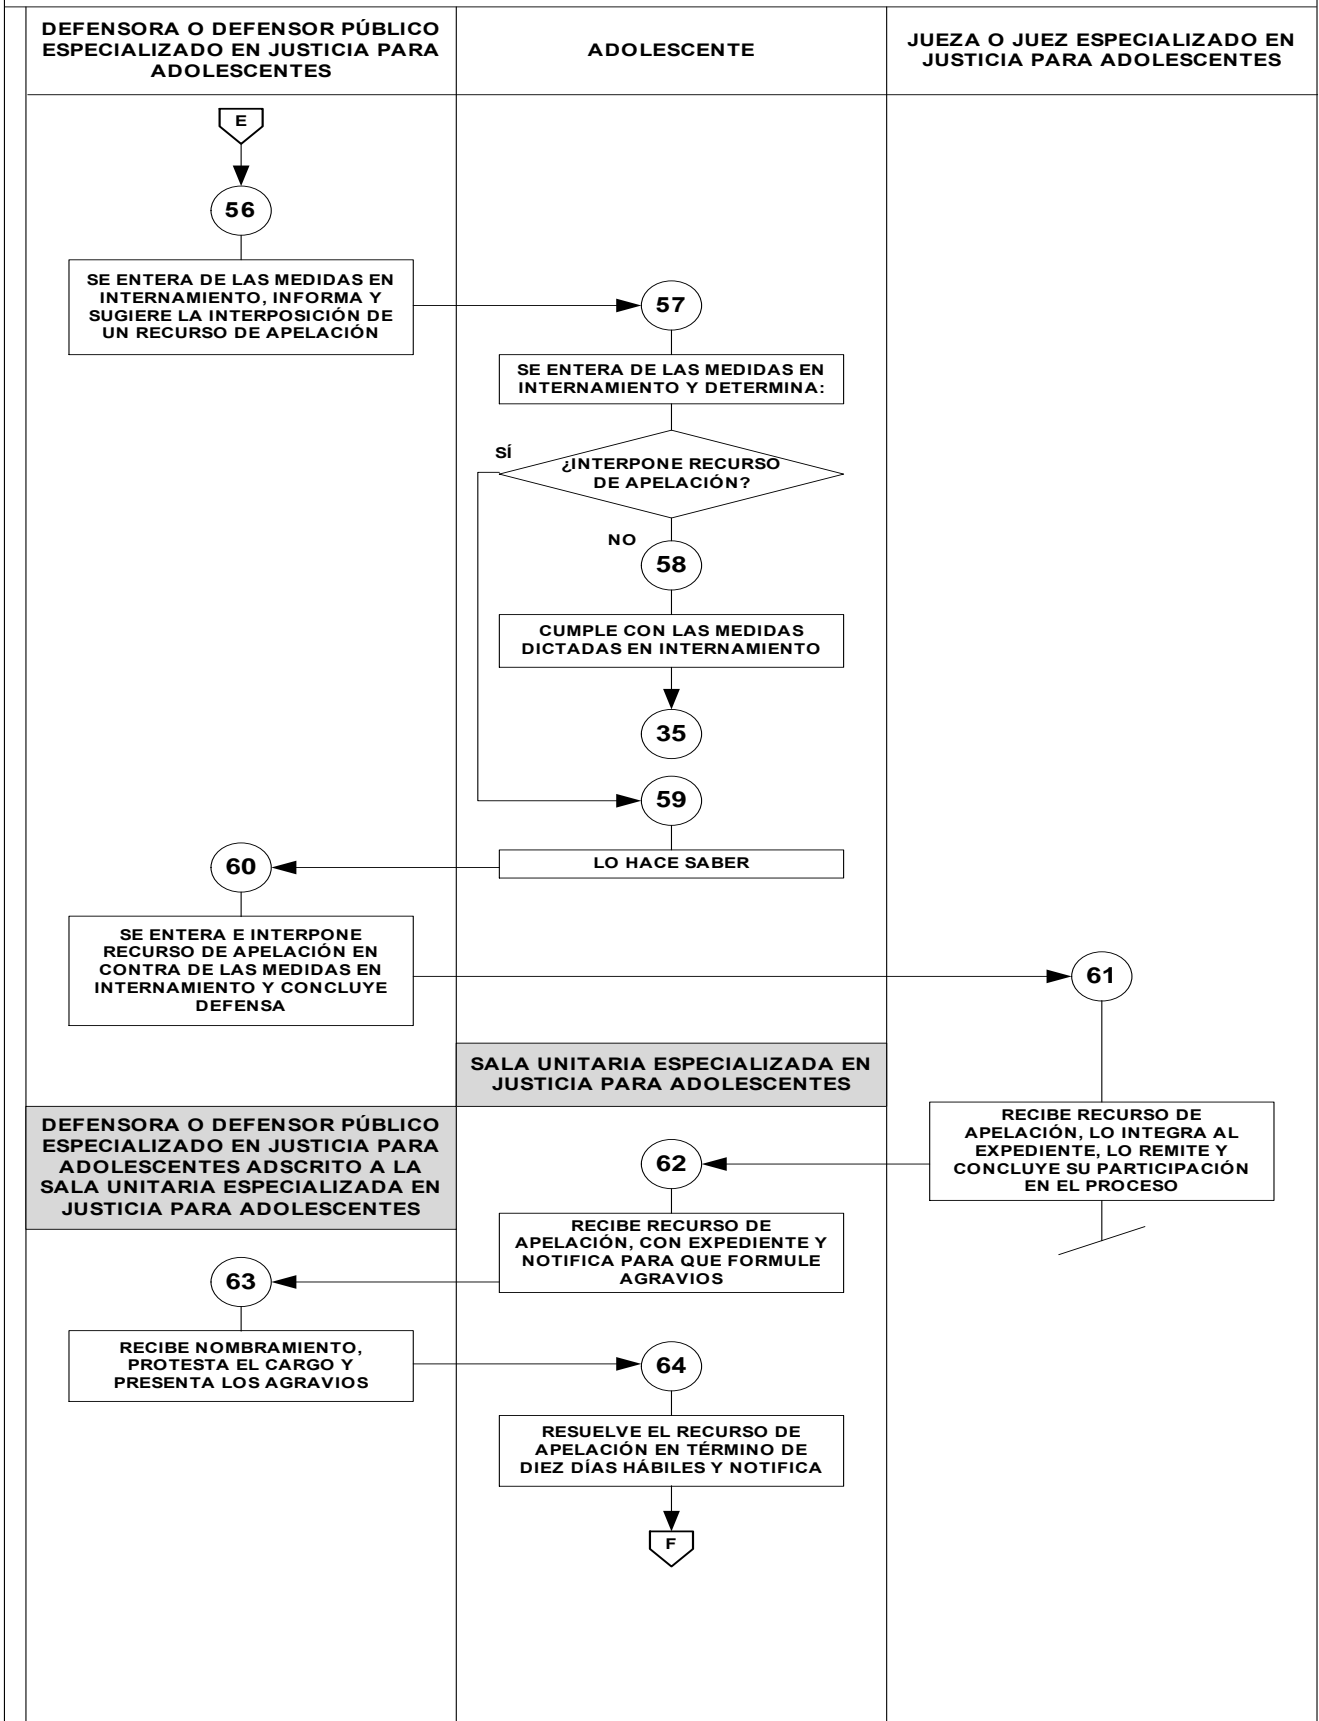 DEFENSORA O DEFENSOR PÚBLICO
ESPECIALIZADO EN JUSTICIA PARA
ADOLESCENTES
ADOLESCENTE
JUEZA O JUEZ ESPECIALIZADO EN
JUSTICIA PARA ADOLESCENTES
E
56
SE ENTERA DE LAS MEDIDAS EN
INTERNAMIENTO, INFORMA Y
SUGIERE LA INTERPOSICIÓN DE
UN RECURSO DE APELACIÓN
57
SE ENTERA DE LAS MEDIDAS EN
INTERNAMIENTO Y DETERMINA:
SÍ
¿INTERPONE RECURSO
DE APELACIÓN?
NO
58
CUMPLE CON LAS MEDIDAS
DICTADAS EN INTERNAMIENTO
35
59
LO HACE SABER
60
SE ENTERA E INTERPONE
RECURSO DE APELACIÓN EN
CONTRA DE LAS MEDIDAS EN
INTERNAMIENTO Y CONCLUYE
DEFENSA
61
RECIBE RECURSO DE
APELACIÓN, LO INTEGRA AL
EXPEDIENTE, LO REMITE Y
CONCLUYE SU PARTICIPACIÓN
EN EL PROCESO
SALA UNITARIA ESPECIALIZADA EN
JUSTICIA PARA ADOLESCENTES
DEFENSORA O DEFENSOR PÚBLICO
ESPECIALIZADO EN JUSTICIA PARA
ADOLESCENTES ADSCRITO A LA
SALA UNITARIA ESPECIALIZADA EN
JUSTICIA PARA ADOLESCENTES
62
RECIBE RECURSO DE
APELACIÓN, CON EXPEDIENTE Y
NOTIFICA PARA QUE FORMULE
AGRAVIOS
63
RECIBE NOMBRAMIENTO,
PROTESTA EL CARGO Y
PRESENTA LOS AGRAVIOS
64
RESUELVE EL RECURSO DE
APELACIÓN EN TÉRMINO DE
DIEZ DÍAS HÁBILES Y NOTIFICA
F